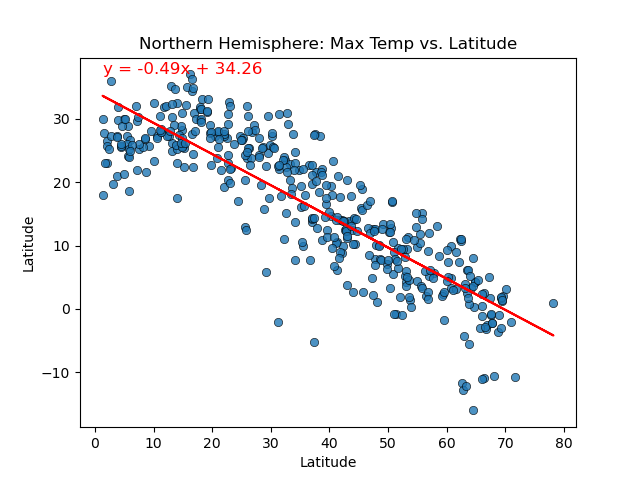 Northern Hemisphere: Max Temp vs. Latitude
y = -0.49x + 34.26
30
20
10
0
−10
Latitude
0 10 20 30 40 50 60 70 80
Latitude